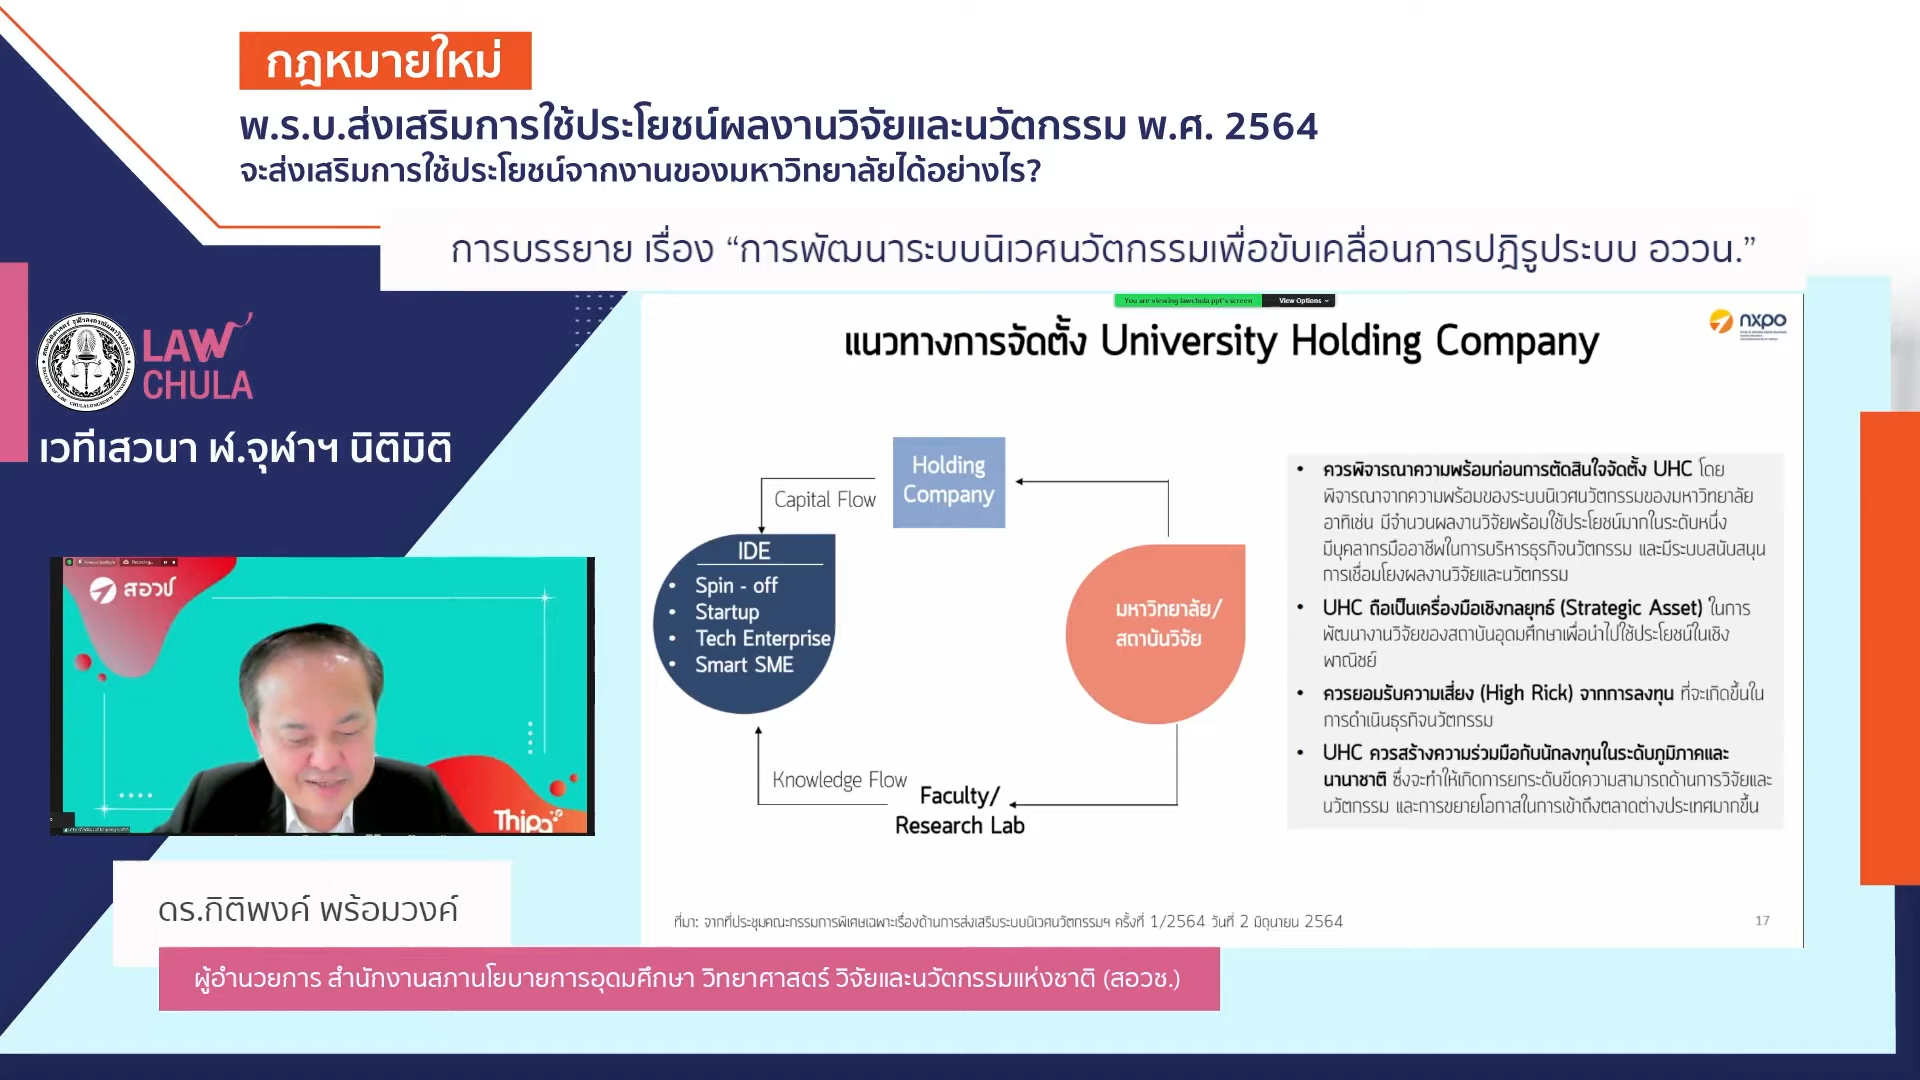 กฎหมายใหม่
พ.ร.บ.ส่งเสริมการใช้ประโยชน์ผลงานวิจัยและนวัตกรรม พ.ศ. 2564
จะส่งเสริมการใช้ประโยชน์จากงานของมหาวิทยาลัยได้อย่างไร?
การบรรยาย เรื่อง “การพัฒนาระบบนิเวศนวัตกรรมเพื่อขับเคลื่อนการปฎิรูประบบ อววน.”
LAW
CHULA
เวทีเสวนา ฬ.จุฬาฯ นิติมิติ
สอวช
Thipa
ดร.กิติพงค์ พร้อมวงค์
ผู้อำนวยการ สำนักงานสภานโยบายการอุดมศึกษา วิทยาศาสตร์ วิจัยและนวัตกรรมแห่งชาติ (สอวช.)
You are viewing lawchula ppt's screen
View Options
nxpo
แนวทางการจัดตั้ง University Holding Company
Holding
Company
Capital Flow
IDE
• Spin - off
• Startup
• Tech Enterprise
• Smart SME
มหาวิทยาลัย/
สถาบันวิจัย
Knowledge Flow
Faculty/
Research Lab
• ควรพิจารณาความพร้อมก่อนการตัดสินใจจัดตั้ง UHC โดย
พิจารณาจากความพร้อมของระบบนิเวศนวัตกรรมของมหาวิทยาลัย
อาทิเช่น มีจำนวนผลงานวิจัยพร้อมใช้ประโยชน์มากในระดับหนึ่ง
มีบุคลากรมืออาชีพในการบริหารธุรกิจนวัตกรรม และมีระบบสนับสนุน
การเชื่อมโยงผลงานวิจัยและนวัตกรรม
• UHC ถือเป็นเครื่องมือเชิงกลยุทธ์ (Strategic Asset) ในการ
พัฒนางานวิจัยของสถาบันอุดมศึกษาเพื่อนำไปใช้ประโยชน์ในเชิง
พาณิชย์
• ควรยอมรับความเสี่ยง (High Rick) จากการลงทุน ที่จะเกิดขึ้นใน
การดำเนินธุรกิจนวัตกรรม
• UHC ควรสร้างความร่วมมือกับนักลงทุนในระดับภูมิภาคและ
นานาชาติ ซึ่งจะทำให้เกิดการยกระดับขีดความสามารถด้านการวิจัยและ
นวัตกรรม และการขยายโอกาสในการเข้าถึงตลาดต่างประเทศมากขึ้น
ที่มา: จากที่ประชุมคณะกรรมการพิเศษเฉพาะเรื่องด้านการส่งเสริมระบบนิเวศนวัตกรรมฯ ครั้งที่ 1/2564 วันที่ 2 มิถุนายน 2564
17